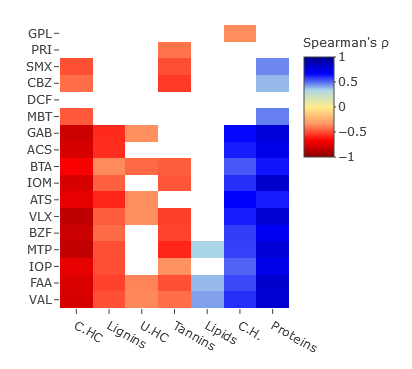 GPL
PRI
SMX
CBZ
DCF
MBT
GAB
ACS
BTA
IOM
ATS
VLX
BZF
MTP
IOP
FAA
VAL
C.HC
Lignins
U.HC
Tannins
Lipids
C.H.
Proteins
Spearman's ρ
1
0.5
0
−0.5
−1